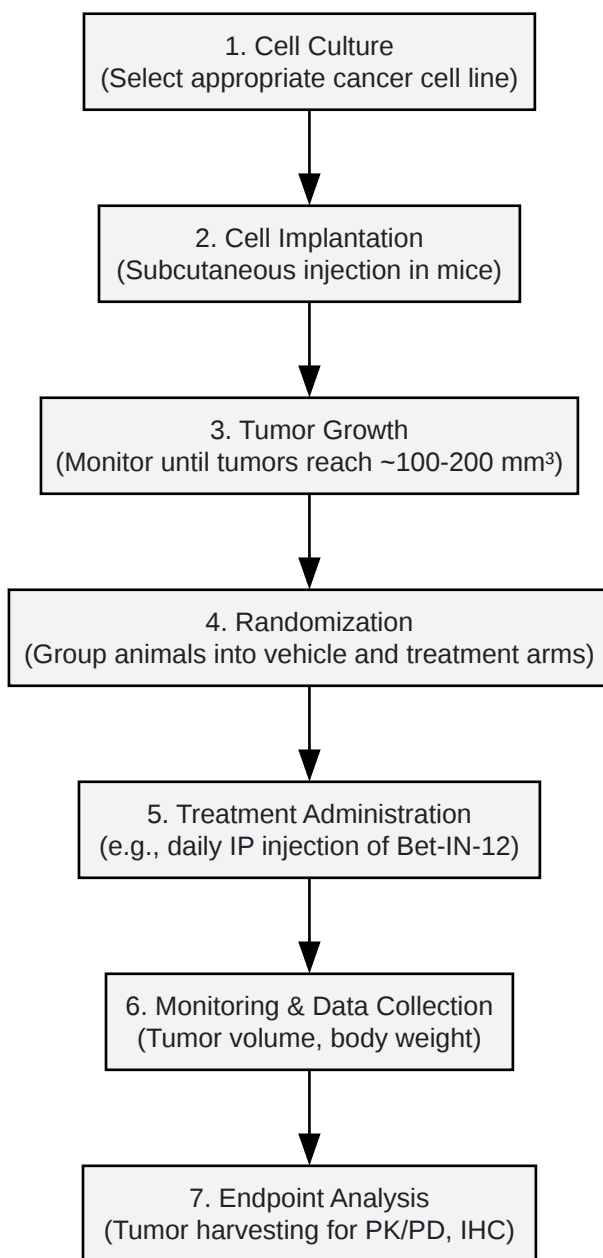 1. Cell Culture
(Select appropriate cancer cell line)
2. Cell Implantation
(Subcutaneous injection in mice)
3. Tumor Growth
(Monitor until tumors reach ~100-200 mm³)
4. Randomization
(Group animals into vehicle and treatment arms)
5. Treatment Administration
(e.g., daily IP injection of Bet-IN-12)
6. Monitoring & Data Collection
(Tumor volume, body weight)
7. Endpoint Analysis
(Tumor harvesting for PK/PD, IHC)